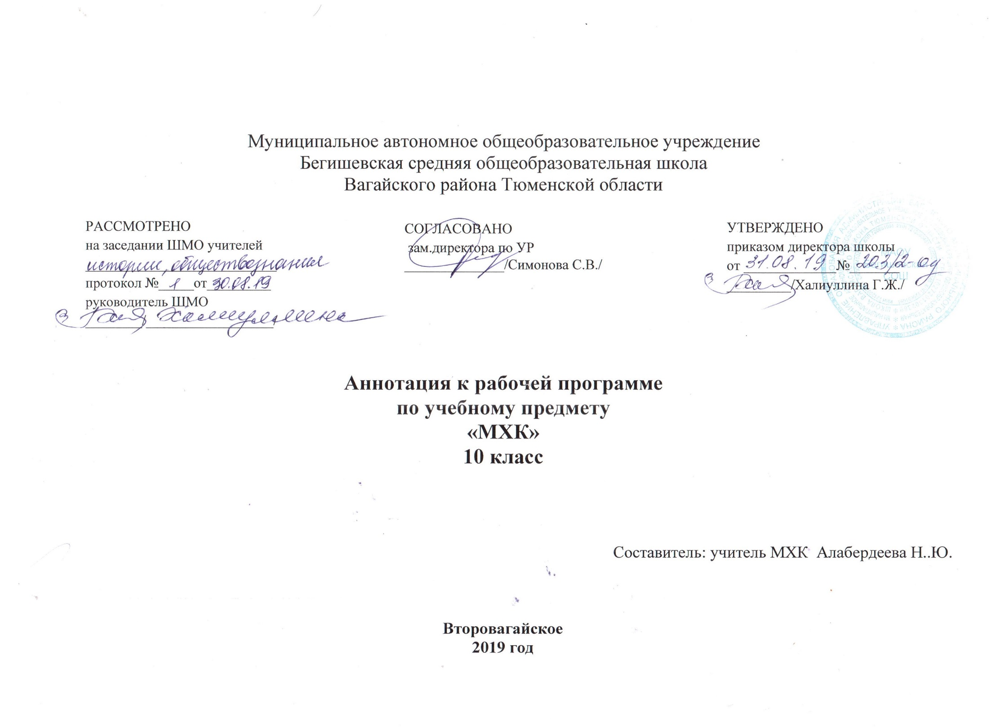 Муниципальное автономное общеобразовательное учреждение
Бегишевская средняя общеобразовательная школа
Вагайского района Тюменской области
РАССМОТРЕНО
на заседании ШМО учителей
истории, обществознания
протокол № 1 от 30.08.19
руководитель ШМО
СОГЛАСОВАНО
зам.директора по УР
/Симонова С.В./
УТВЕРЖДЕНО
приказом директора школы
от 31.08.19 № 203/2-од
/Халиуллина Г.Ж./
МАОУ
СОШ
Аннотация к рабочей программе
по учебному предмету
«МХК»
10 класс
Составитель: учитель МХК Алабердеева Н..Ю.
Второвагайское
2019 год